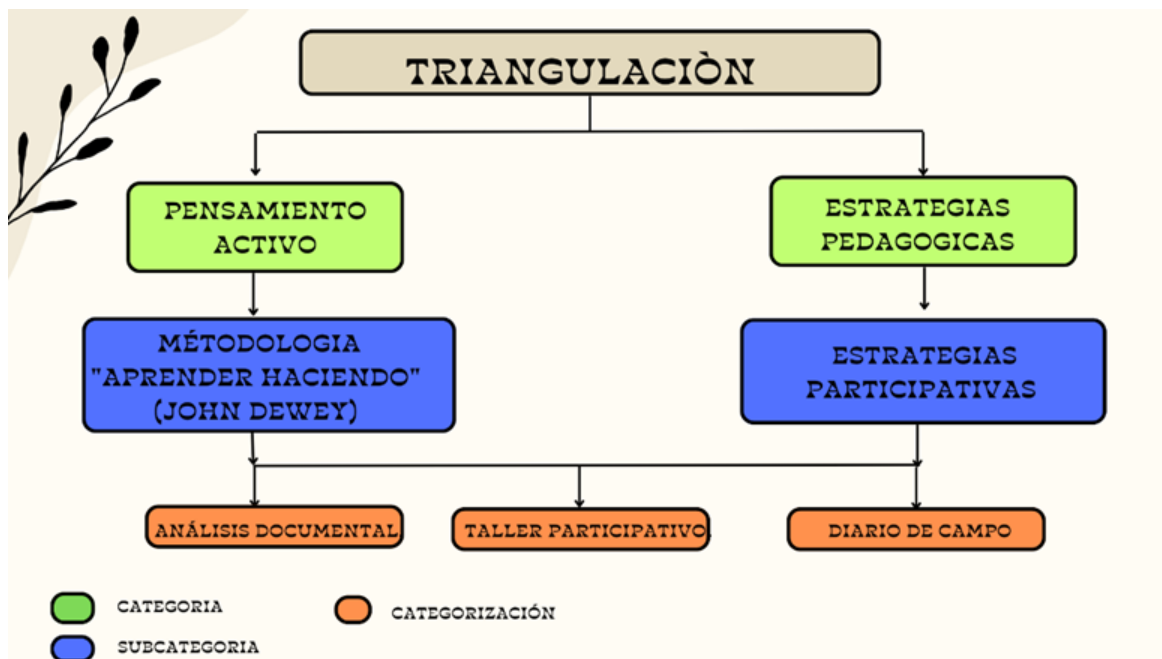 TRIANGULACIÒN
PENSAMIENTO
ACTIVO
ESTRATEGIAS
PEDAGOGICAS
MÉTODOLOGIA
"APRENDER HACIENDO"
(JOHN DEWEY)
ESTRATEGIAS
PARTICIPATIVAS
ANÁLISIS DOCUMENTAL
TALLER PARTICIPATIVO.
DIARIO DE CAMPO
CATEGORIA
CATEGORIZACIÓN
SUBCATEGORIA